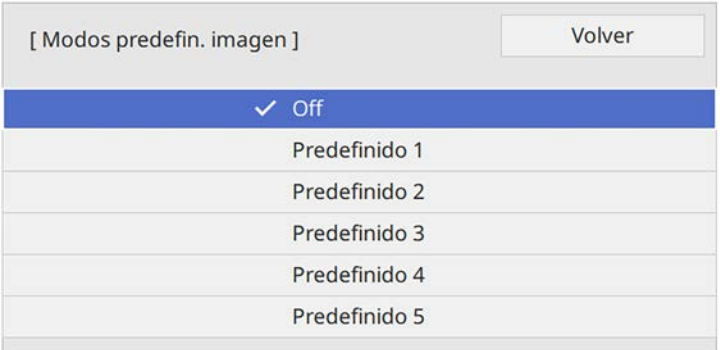 [ Modos predefin. imagen ]
Volver
Off
Predefinido 1
Predefinido 2
Predefinido 3
Predefinido 4
Predefinido 5